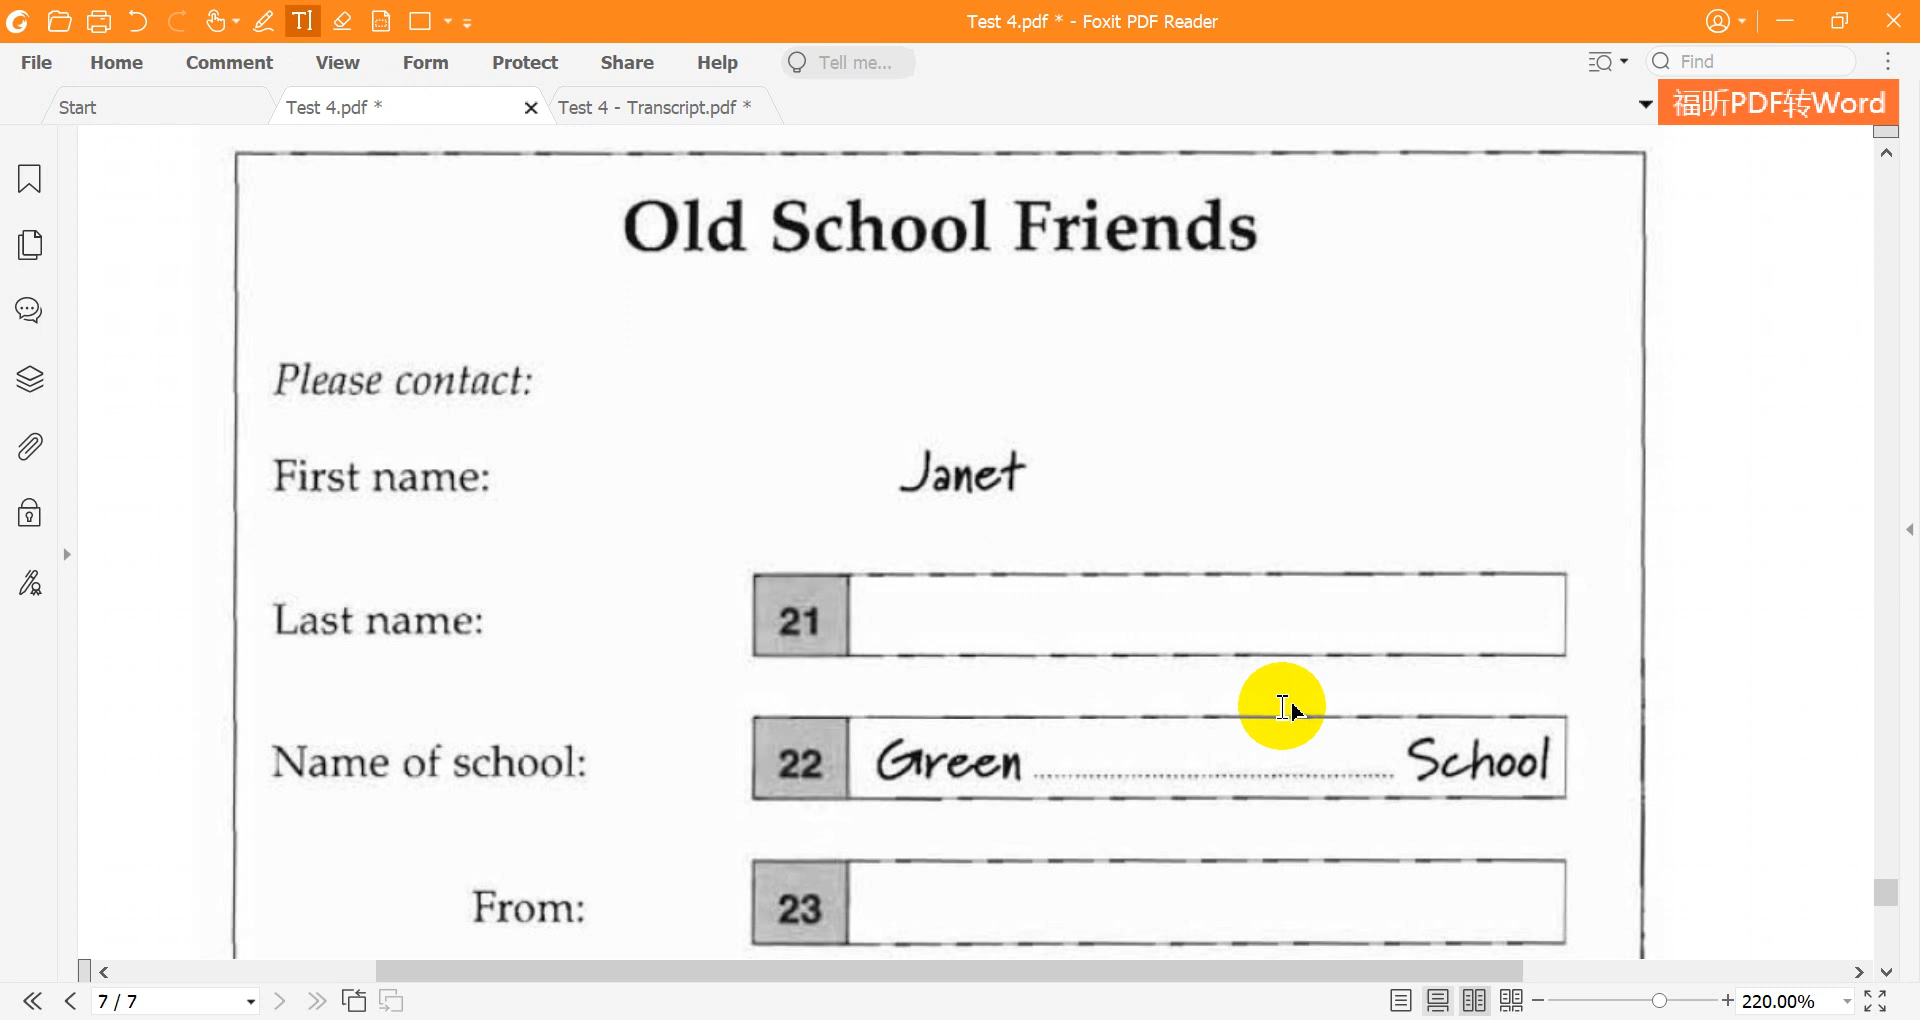 Test 4.pdf * - Foxit PDF Reader
File Home Comment View Form Protect Share Help Tell me... Find
Start Test 4.pdf * Test 4 - Transcript.pdf * 福昕PDF转Word
Old School Friends
Please contact:
First name: Janet
Last name: 21
Name of school: 22 Green School
From: 23
7 / 7 220.00%